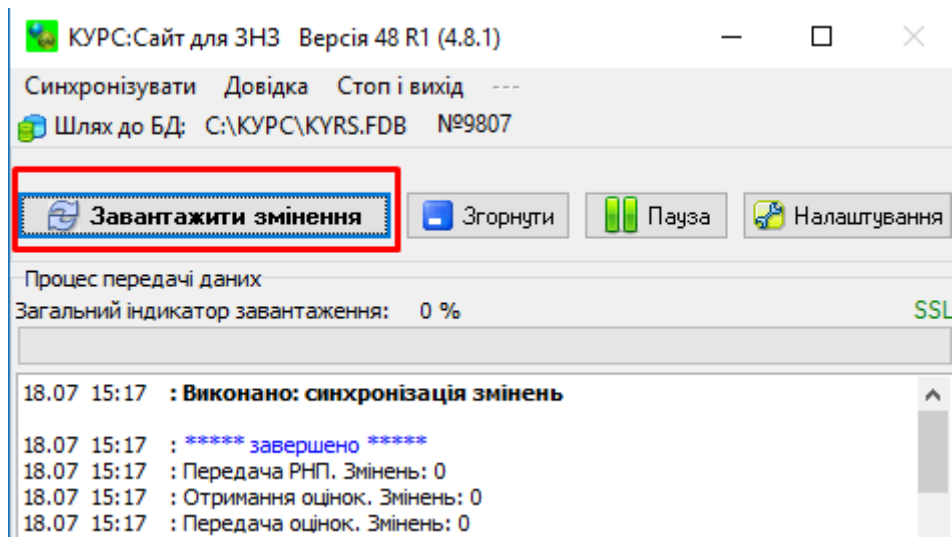 КУРС:Сайт для ЗНЗ Версія 48 R1 (4.8.1)
Синхронізувати Довідка Стоп і вихід ---
Шлях до БД: C:\КУРС\KYRS.FDB №9807
Завантажити змінення Згорнути Пауза Налаштування
Процес передачі даних
Загальний індикатор завантаження: 0 % SSL
18.07 15:17 : Виконано: синхронізація змінень
18.07 15:17 : ***** завершено *****
18.07 15:17 : Передача РНП. Змінень: 0
18.07 15:17 : Отримання оцінок. Змінень: 0
18.07 15:17 : Передача оцінок. Змінень: 0